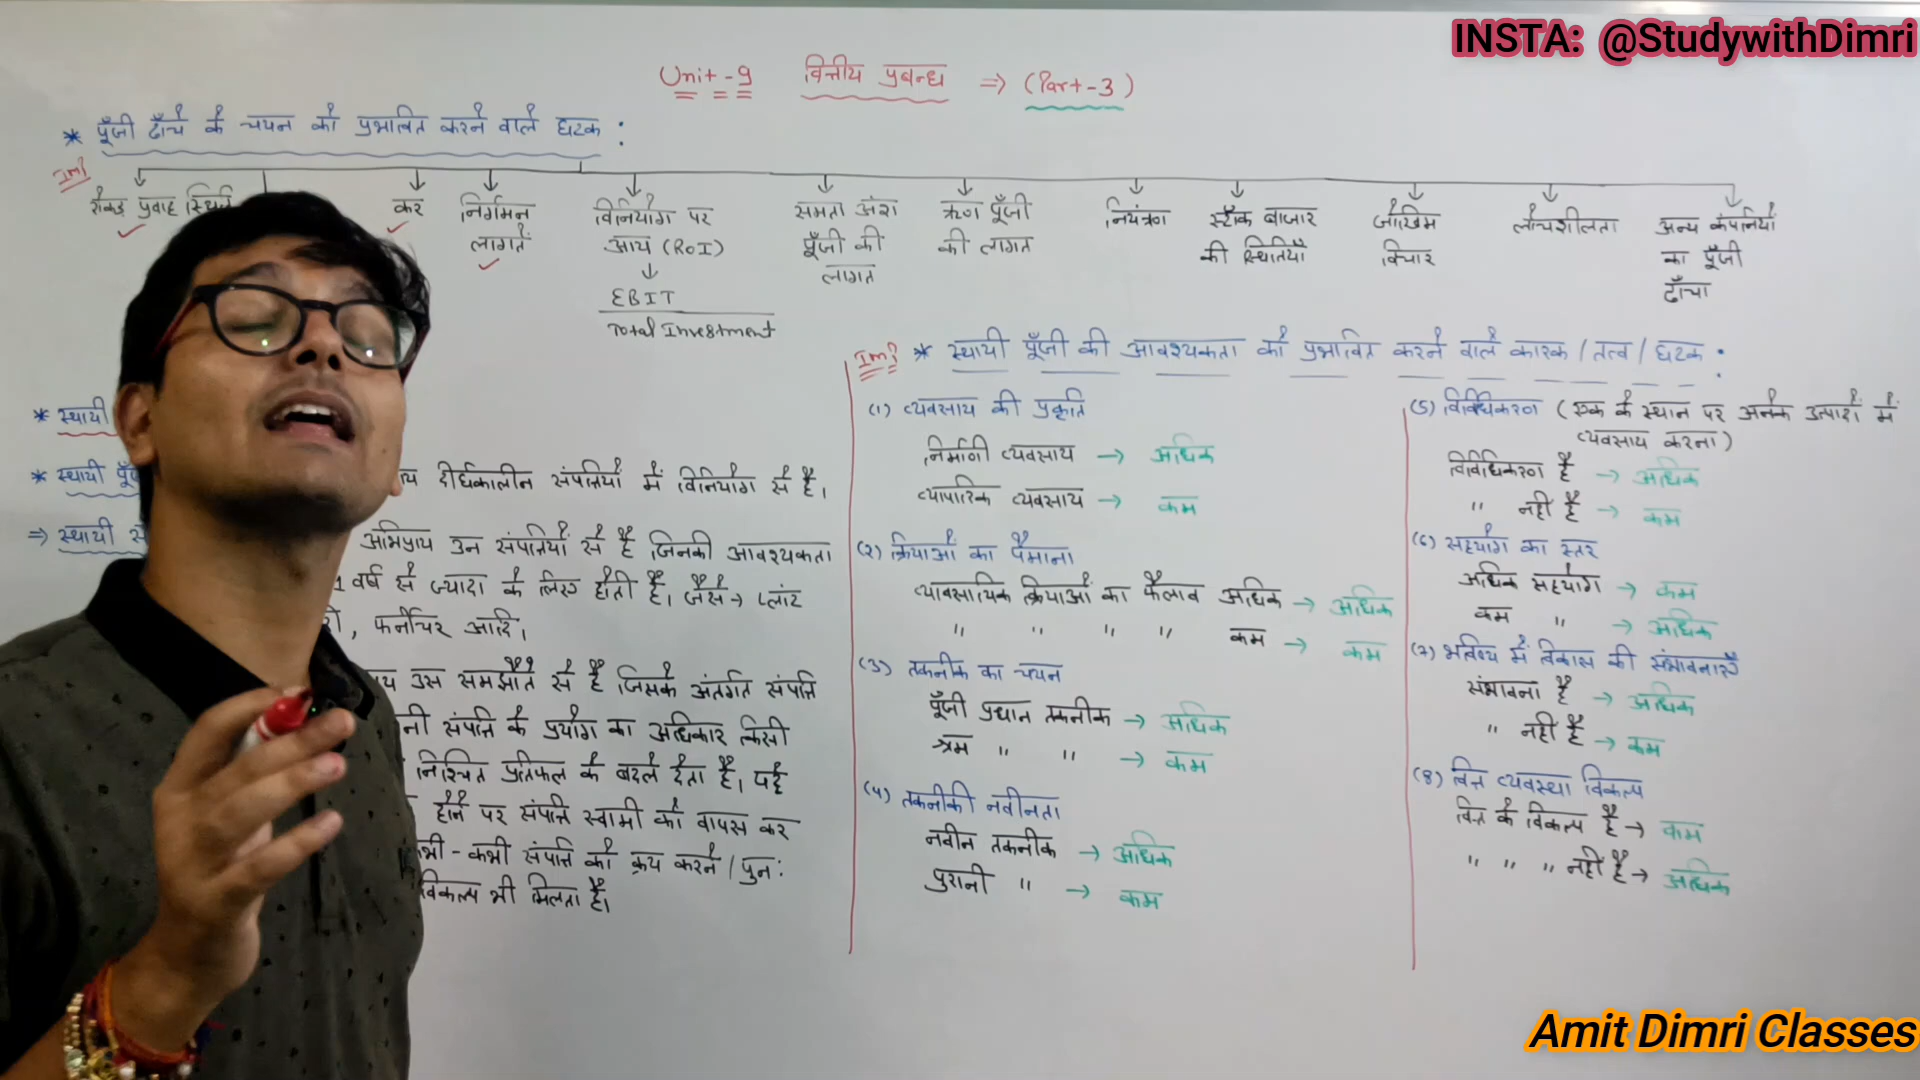 INSTA: @StudywithDimri
Unit-9 वित्तीय प्रबन्ध ⇒ (Part-3)
* पूँजी ढाँचे के चयन को प्रभावित करने वाले घटक :
Imp
रोकड़ प्रवाह स्थिति
कर
निर्गमन
लागतें
विनियोग पर
आय (RoI)
↓
EBIT
Total Investment
समता अंश
पूँजी की
लागत
ऋण पूँजी
की लागत
नियंत्रण
स्टॉक बाजार
की स्थितियाँ
जोखिम
विचार
लोचशीलता
अन्य कंपनियों
का पूँजी
ढाँचा
* स्थायी
* स्थायी दीर्घकालीन संपत्तियों में विनियोग से है।
⇒ स्थायी अभिप्राय उन संपत्तियों से है जिनकी आवश्यकता
1 वर्ष से ज्यादा के लिए होती है। जैसे→ प्लांट
, फर्नीचर आदि।
उस समझौते से है जिसके अंतर्गत संपत्ति
संपत्ति के प्रयोग का अधिकार किसी
निश्चित प्रतिफल के बदले देता है। यह
होने पर संपत्ति स्वामी को वापस कर
- कभी संपत्ति को क्रय करने / पुनः
विकल्प भी मिलता है।
Imp * स्थायी पूँजी की आवश्यकता को प्रभावित करने वाले कारक / तत्व / घटक :
(1) व्यवसाय की प्रकृति
निर्माणी व्यवसाय → अधिक
व्यापारिक व्यवसाय → कम
(2) क्रियाओं का पैमाना
व्यावसायिक क्रियाओं का फैलाव अधिक → अधिक
" " " " कम → कम
(3) तकनीक का चयन
पूँजी प्रधान तकनीक → अधिक
श्रम " " → कम
(4) तकनीकी नवीनता
नवीन तकनीक → अधिक
पुरानी " → कम
(5) विविधिकरण (एक के स्थान पर अनेक उत्पादों में
व्यवसाय करना)
विविधिकरण है → अधिक
" नहीं है → कम
(6) सहयोग का स्तर
अधिक सहयोग → कम
कम " → अधिक
(7) भविष्य में विकास की संभावनाएँ
संभावना है → अधिक
" नहीं है → कम
(8) वित्त व्यवस्था विकल्प
वित्त के विकल्प है → कम
" " " नहीं है → अधिक
Amit Dimri Classes